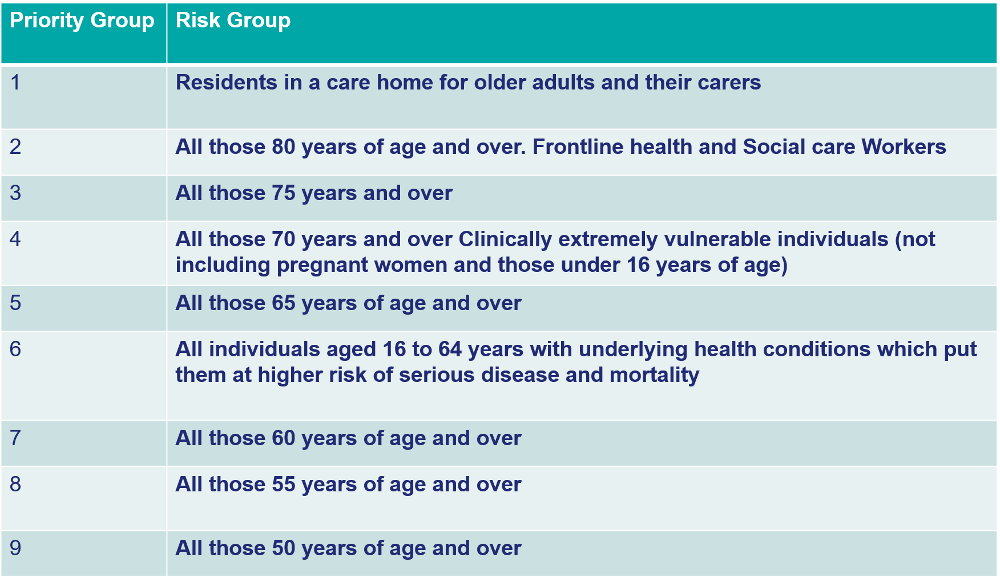 Priority Group Risk Group
1 Residents in a care home for older adults and their carers
2 All those 80 years of age and over. Frontline health and Social care Workers
3 All those 75 years and over
4 All those 70 years and over Clinically extremely vulnerable individuals (not
including pregnant women and those under 16 years of age)
5 All those 65 years of age and over
6 All individuals aged 16 to 64 years with underlying health conditions which put
them at higher risk of serious disease and mortality
7 All those 60 years of age and over
8 All those 55 years of age and over
9 All those 50 years of age and over